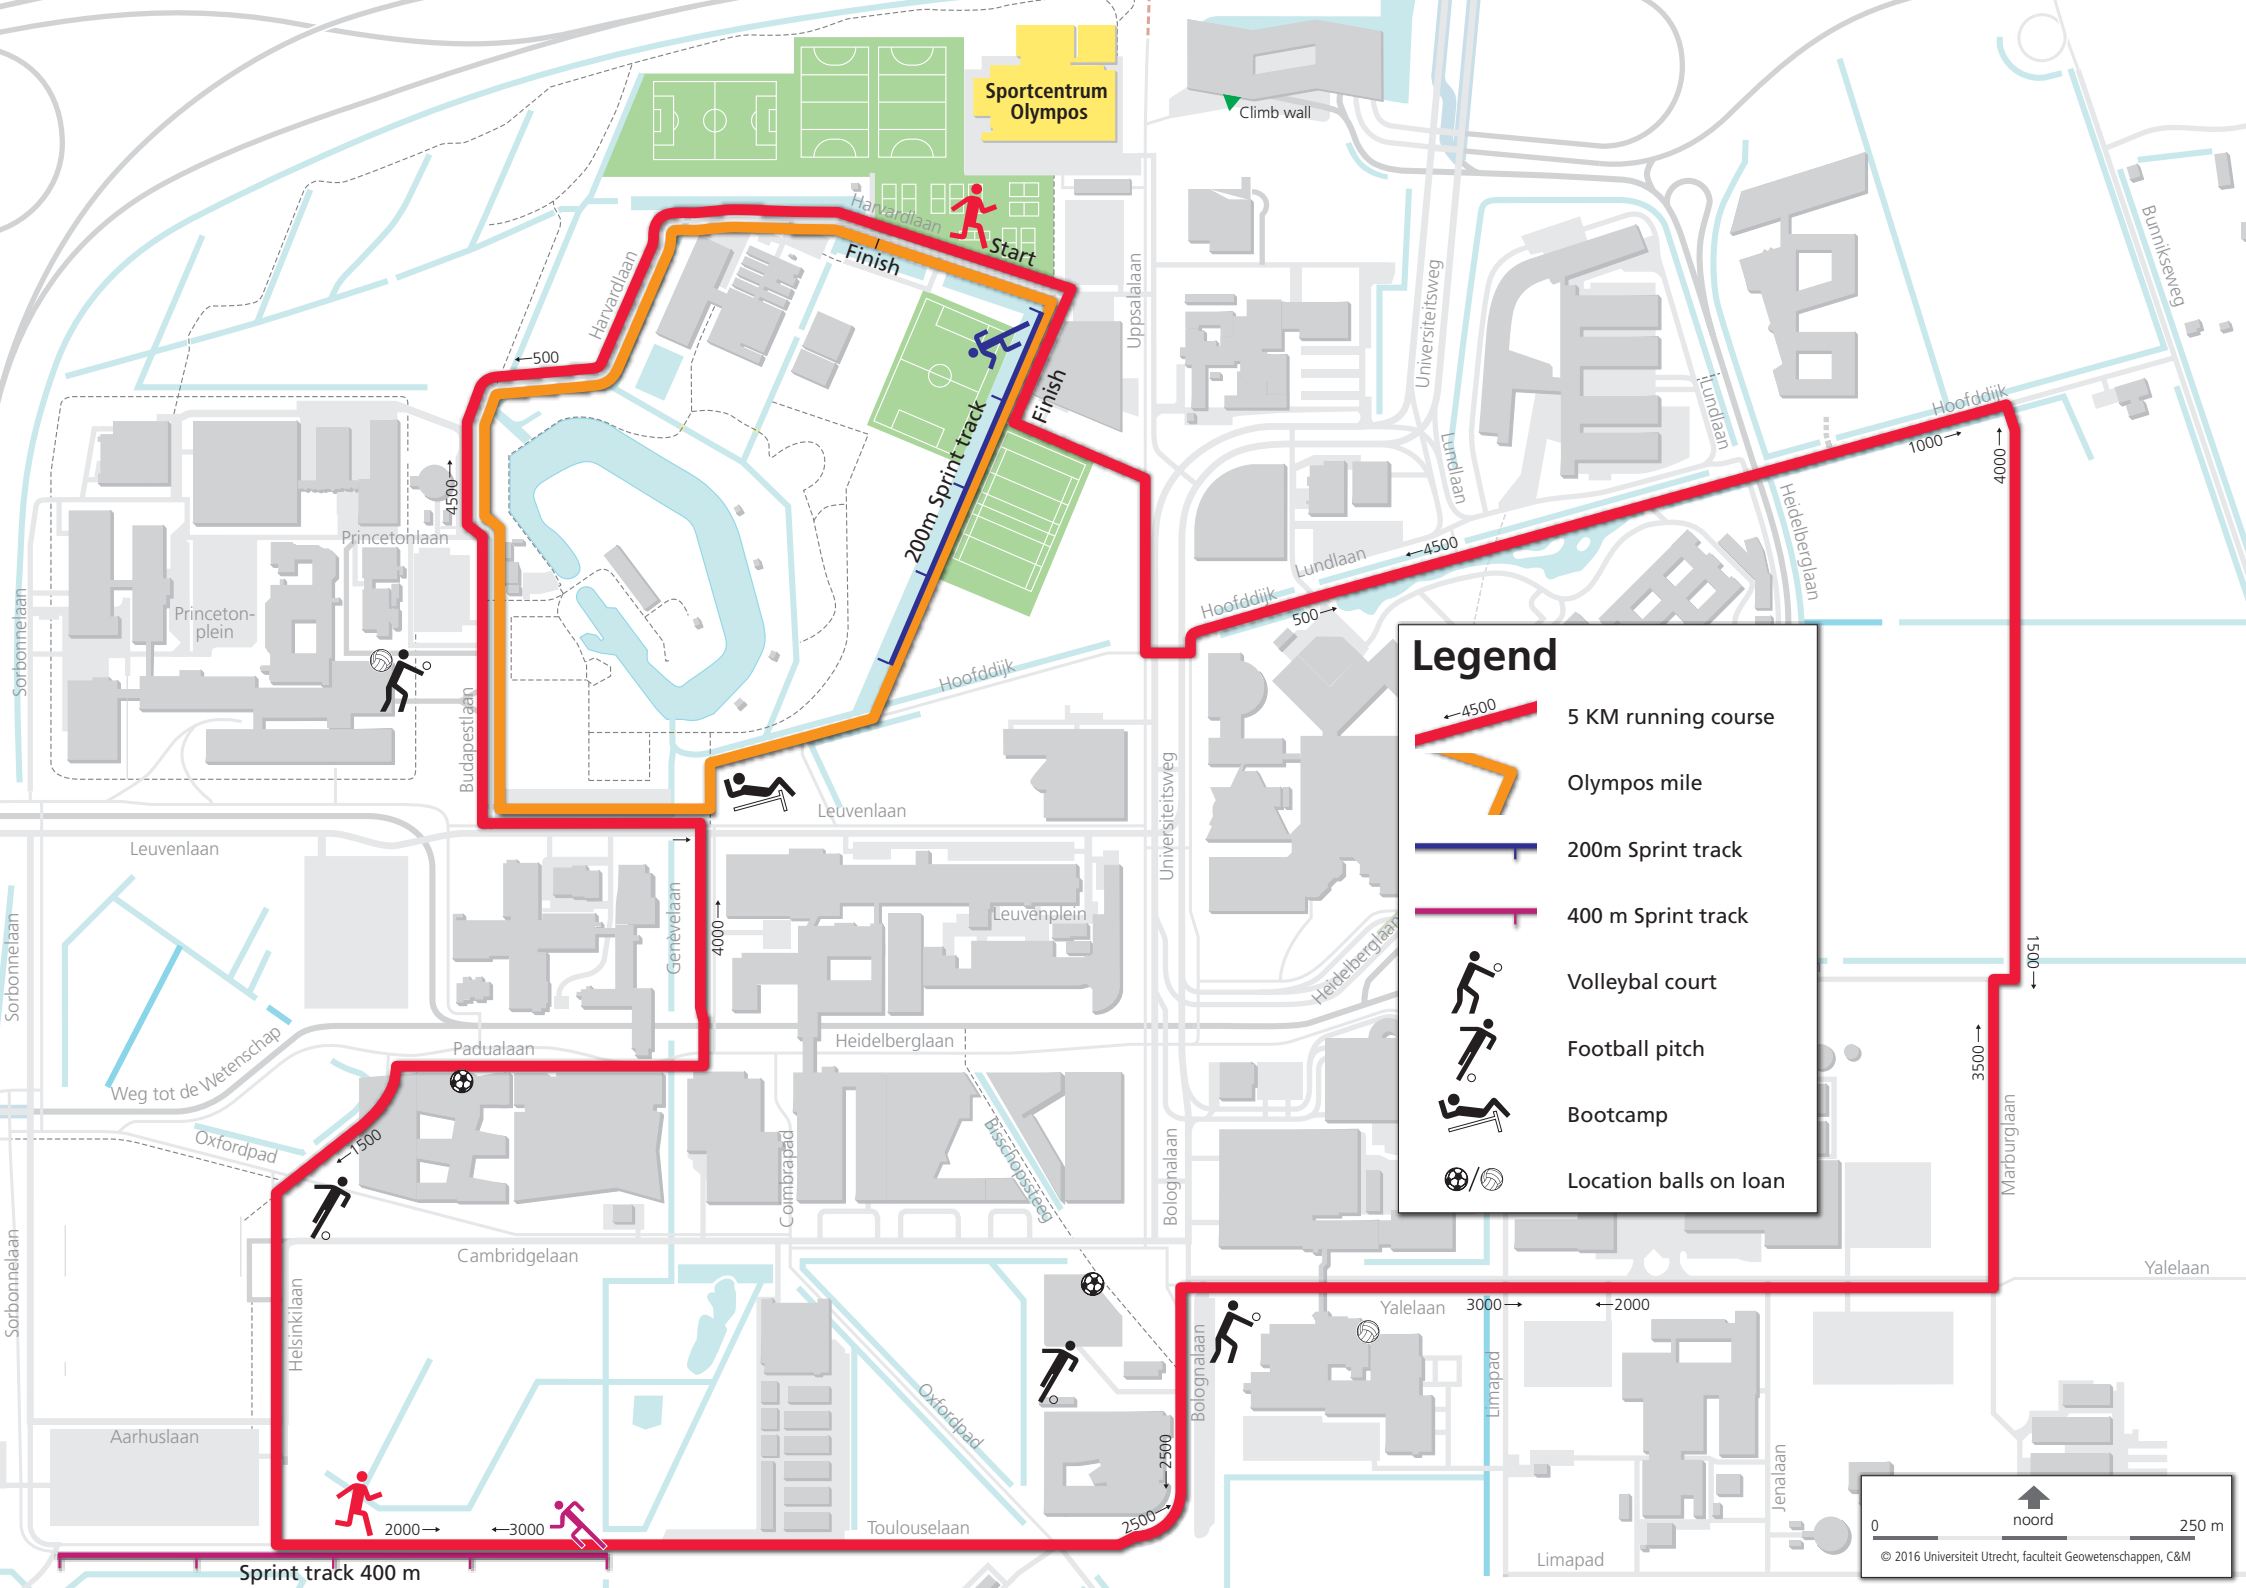 Sportcentrum
Olympos
Climb wall
Harvardlaan
Start
Finish
Harvardlaan
←500
Uppsalalaan
Universiteitsweg
Bunnikseweg
Finish
200m Sprint track
Lundlaan
Lundlaan
Hoofddijk
1000→
4000→
4500→
Princetonlaan
Heidelberglaan
←4500
Lundlaan
Hoofddijk
500→
Princeton-
plein
Sorbonnelaan
Hoofddijk
Budapestlaan
Leuvenlaan
Leuvenlaan
Universiteitsweg
Legend
←4500
5 KM running course
Olympos mile
200m Sprint track
400 m Sprint track
Volleybal court
Football pitch
Bootcamp
/
Location balls on loan
Genèvelaan
4000→
Leuvenplein
Heidelberglaan
1500→
Sorbonnelaan
Padualaan
Heidelberglaan
3500→
Weg tot de Wetenschap
Oxfordpad
←1500
Coimbrapad
Bisschopssteeg
Bolognalaan
Marburglaan
Cambridgelaan
Sorbonnelaan
Helsinkilaan
Yalelaan
Yalelaan
3000→
←2000
Bolognalaan
Limapad
Oxfordpad
Aarhuslaan
←2500
2500→
Jenalaan
2000→
←3000
Toulouselaan
Limapad
Sprint track 400 m
noord
0
250 m
© 2016 Universiteit Utrecht, faculteit Geowetenschappen, C&M